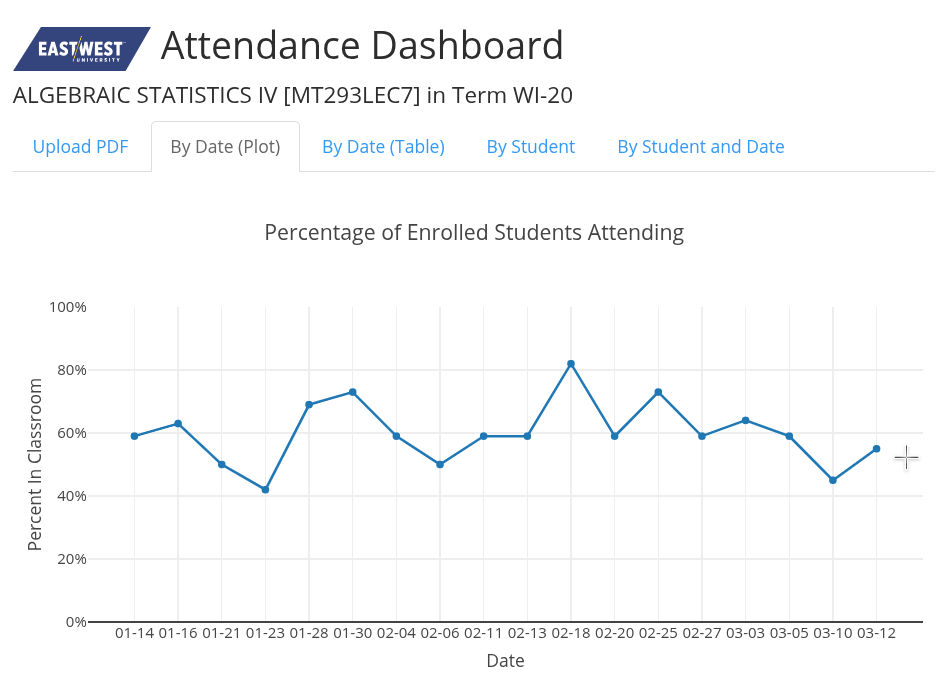 EASTWEST
UNIVERSITY
Attendance Dashboard
ALGEBRAIC STATISTICS IV [MT293LEC7] in Term WI-20
Upload PDF By Date (Plot) By Date (Table) By Student By Student and Date
Percentage of Enrolled Students Attending
100%
80%
60%
40%
20%
0%
Percent In Classroom
01-14 01-16 01-21 01-23 01-28 01-30 02-04 02-06 02-11 02-13 02-18 02-20 02-25 02-27 03-03 03-05 03-10 03-12
Date